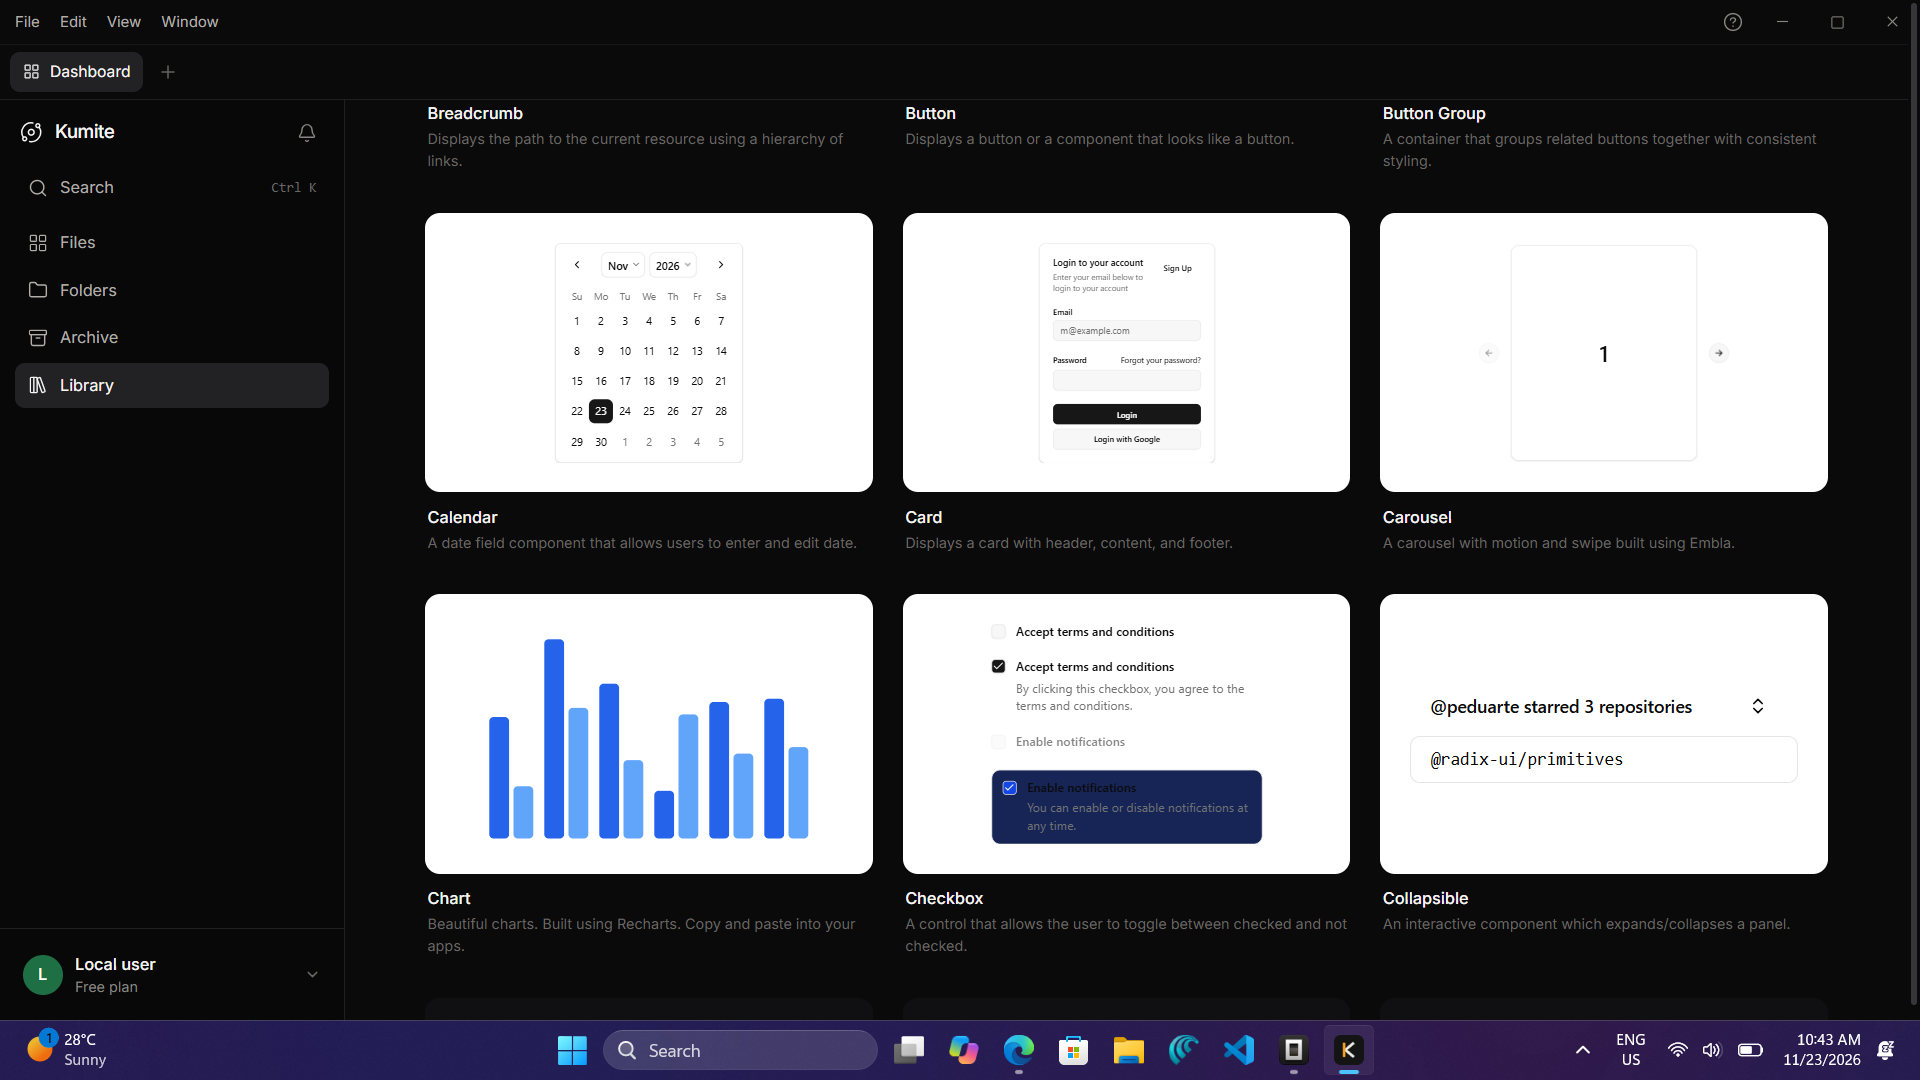 File Edit View Window
Dashboard
Kumite
Search Ctrl K
Files
Folders
Archive
Library
Local user
Free plan
L
Breadcrumb
Displays the path to the current resource using a hierarchy of
links.
Button
Displays a button or a component that looks like a button.
Button Group
A container that groups related buttons together with consistent
styling.
Nov 2026
Su Mo Tu We Th Fr Sa
1 2 3 4 5 6 7
8 9 10 11 12 13 14
15 16 17 18 19 20 21
22 23 24 25 26 27 28
29 30 1 2 3 4 5
Calendar
A date field component that allows users to enter and edit date.
Login to your account
Sign Up
Enter your email below to
login to your account
Email
m@example.com
Password Forgot your password?
Login
Login with Google
Card
Displays a card with header, content, and footer.
1
Carousel
A carousel with motion and swipe built using Embla.
Chart
Beautiful charts. Built using Recharts. Copy and paste into your
apps.
Accept terms and conditions
Accept terms and conditions
By clicking this checkbox, you agree to the
terms and conditions.
Enable notifications
Enable notifications
You can enable or disable notifications at
any time.
Checkbox
A control that allows the user to toggle between checked and not
checked.
@peduarte starred 3 repositories
@radix-ui/primitives
Collapsible
An interactive component which expands/collapses a panel.
1
28°C
Sunny
Search
K
ENG
US
10:43 AM
11/23/2026